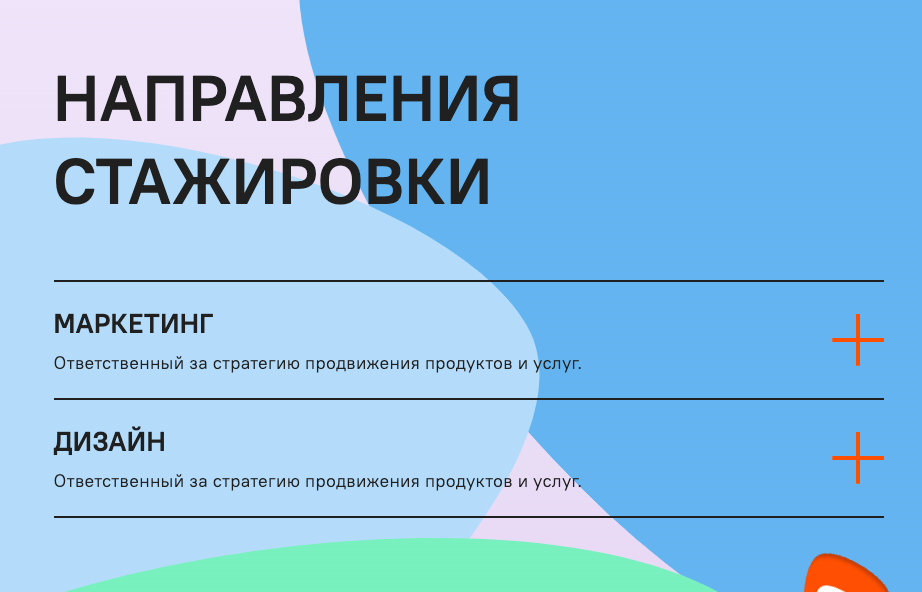 НАПРАВЛЕНИЯ
СТАЖИРОВКИ
МАРКЕТИНГ
Ответственный за стратегию продвижения продуктов и услуг.
ДИЗАЙН
Ответственный за стратегию продвижения продуктов и услуг.